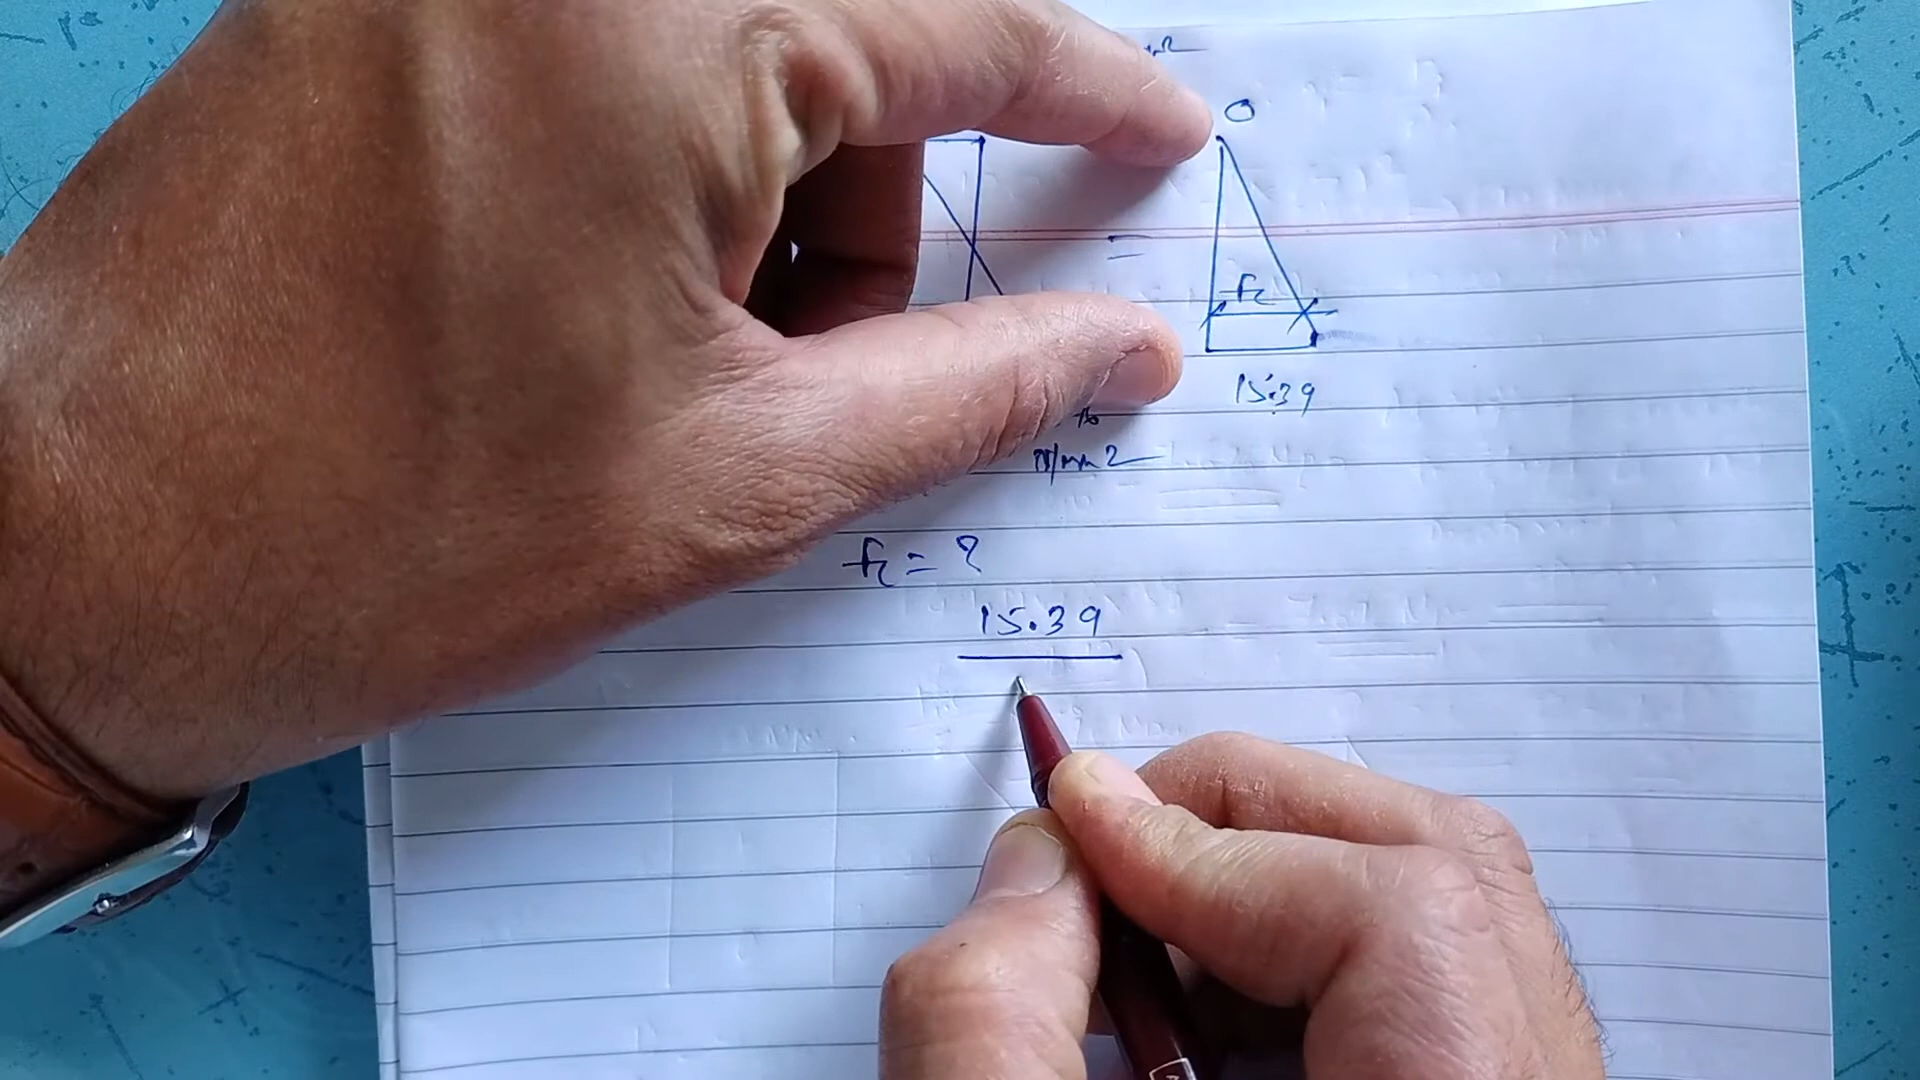 O
=
fc
15.39
N/mm2
fc = ?
15.39